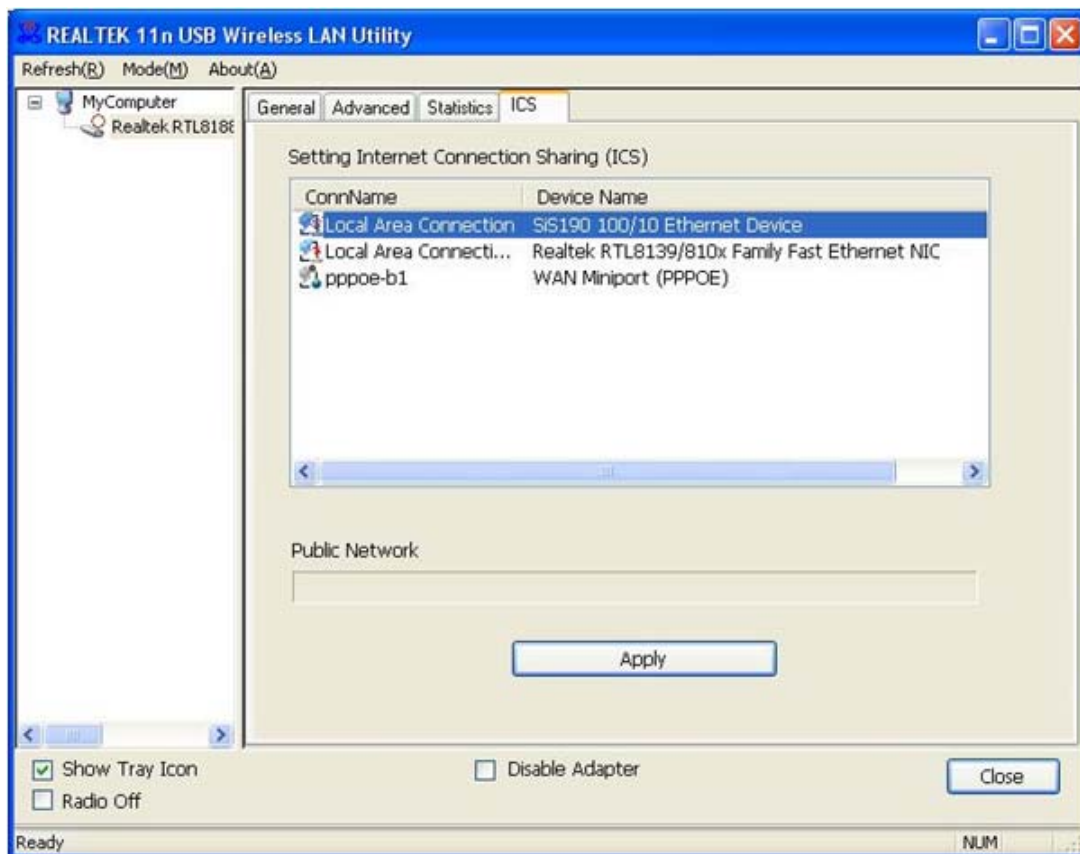 REALTEK 11n USB Wireless LAN Utility
Refresh(R) Mode(M) About(A)
MyComputer
Realtek RTL8188
General Advanced Statistics ICS
Setting Internet Connection Sharing (ICS)
ConnName Device Name
Local Area Connection SiS190 100/10 Ethernet Device
Local Area Connecti... Realtek RTL8139/810x Family Fast Ethernet NIC
pppoe-b1 WAN Miniport (PPPOE)
Public Network
Apply
Show Tray Icon Disable Adapter Close
Radio Off
Ready NUM